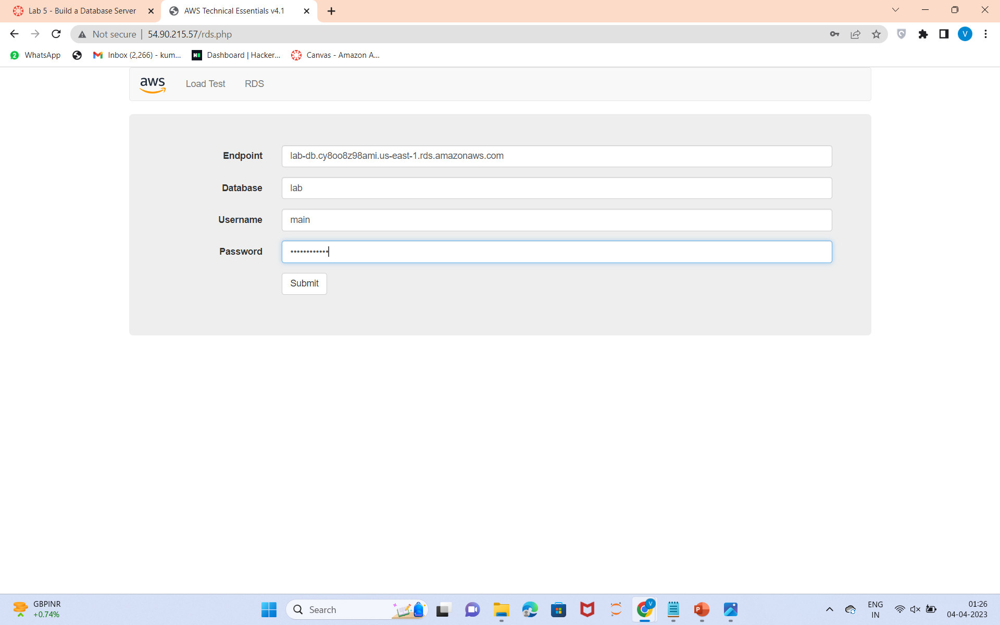 Lab 5 - Build a Database Server
AWS Technical Essentials v4.1
Not secure | 54.90.215.57/rds.php
V
2 WhatsApp
Inbox (2,266) - kum...
Dashboard | Hacker...
Canvas - Amazon A...
aws
Load Test
RDS
Endpoint
lab-db.cy8oo8z98ami.us-east-1.rds.amazonaws.com
Database
lab
Username
main
Password
••••••••••••
Submit
GBPINR
+0.74%
Search
V
P
ENG
IN
01:26
04-04-2023